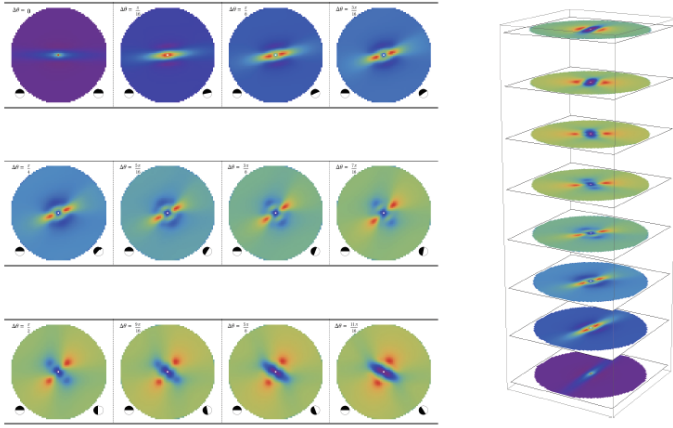 Δθ = 0
Δθ = π/16
Δθ = π/8
Δθ = 3π/16
Δθ = π/4
Δθ = 5π/16
Δθ = 3π/8
Δθ = 7π/16
Δθ = π/2
Δθ = 9π/16
Δθ = 5π/8
Δθ = 11π/16